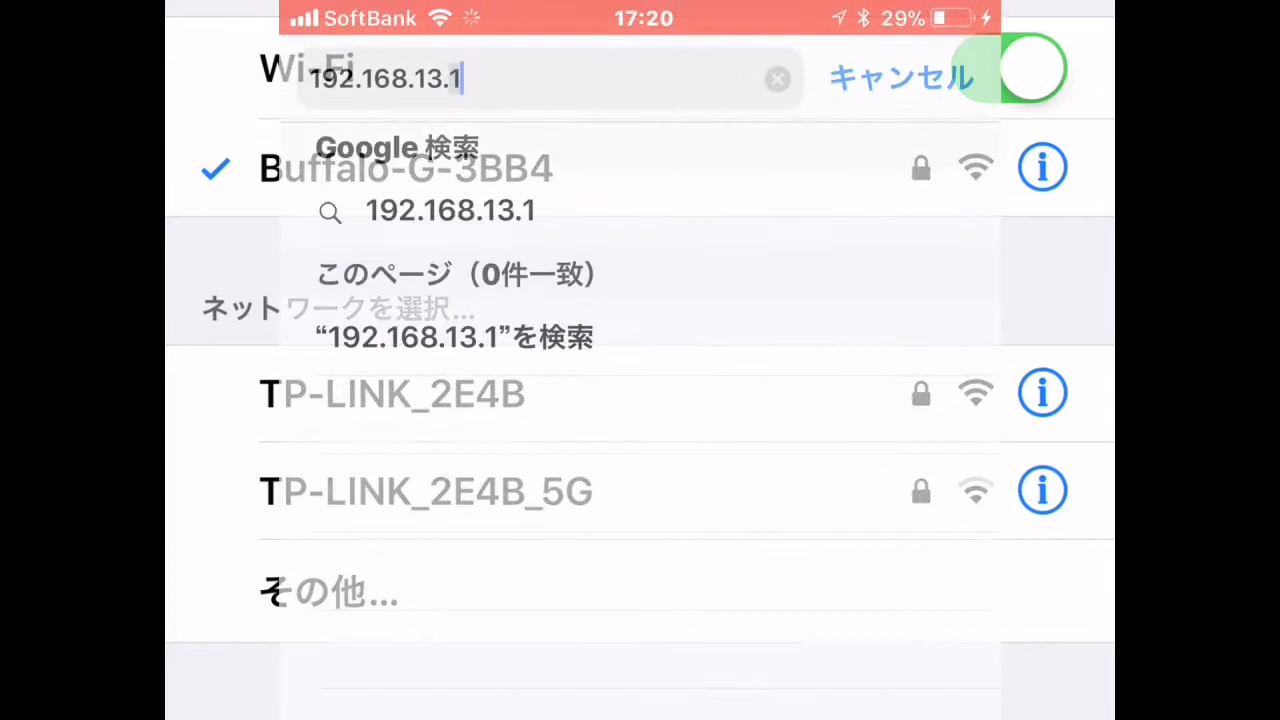 SoftBank 17:20 29%
Wi-Fi
192.168.13.1 キャンセル
Google 検索
Buffalo-G-3BB4
192.168.13.1
このページ（0件一致）
ネットワークを選択...
“192.168.13.1”を検索
TP-LINK_2E4B
TP-LINK_2E4B_5G
その他...